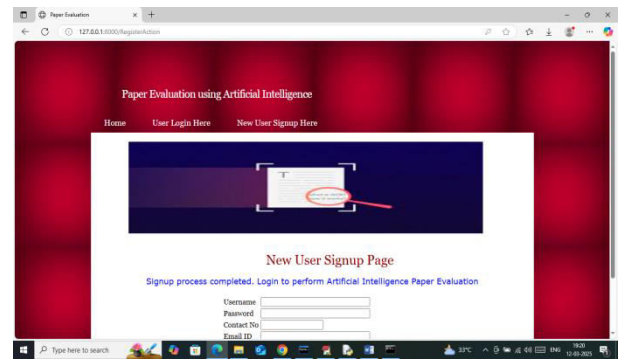 Paper Evaluation
127.0.0.1:8000/RegisterAction
Paper Evaluation using Artificial Intelligence
Home User Login Here New User Signup Here
T
New User Signup Page
Signup process completed. Login to perform Artificial Intelligence Paper Evaluation
Username
Password
Contact No
Email ID
Type here to search
33°C
ENG
19:20
12-03-2025